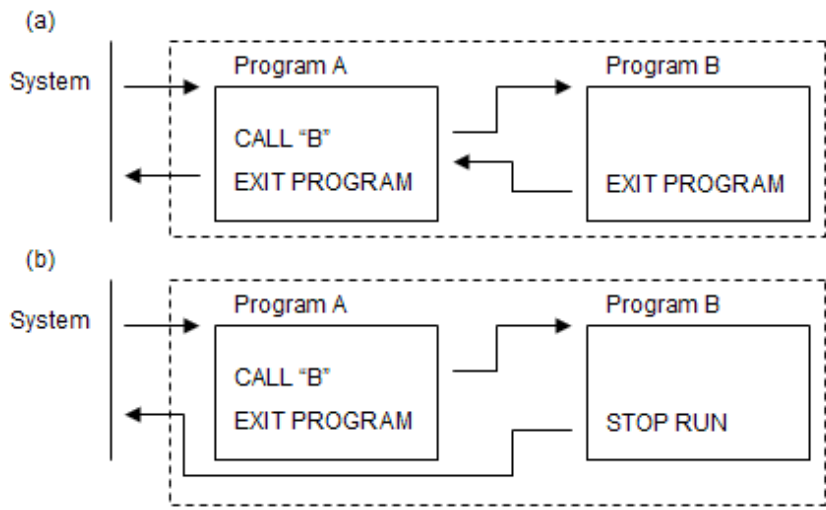 (a)
System
Program A
Program B
CALL “B”
EXIT PROGRAM
EXIT PROGRAM
(b)
System
Program A
Program B
CALL “B”
EXIT PROGRAM
STOP RUN